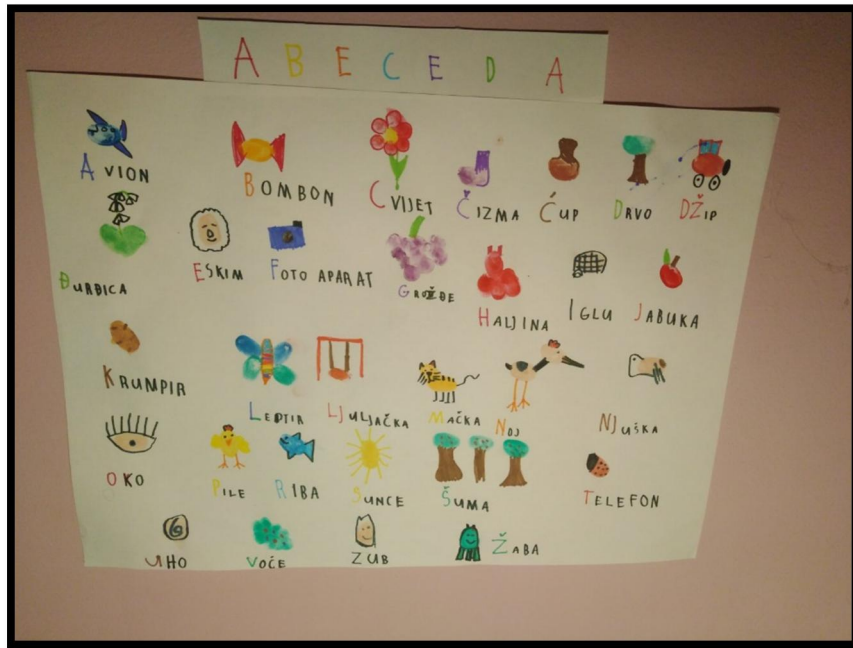 ABECEDA
AVION BOMBON CVIJET ČIZMA ĆUP DRVO DŽIP
ĐURĐICA ESKIM FOTO APARAT GROŽĐE HALJINA IGLU JABUKA
KRUMPIR LEPTIR LJULJAČKA MAČKA NOJ NJUŠKA
OKO PILE RIBA SUNCE ŠUMA TELEFON
UHO VOĆE ZUB ŽABA